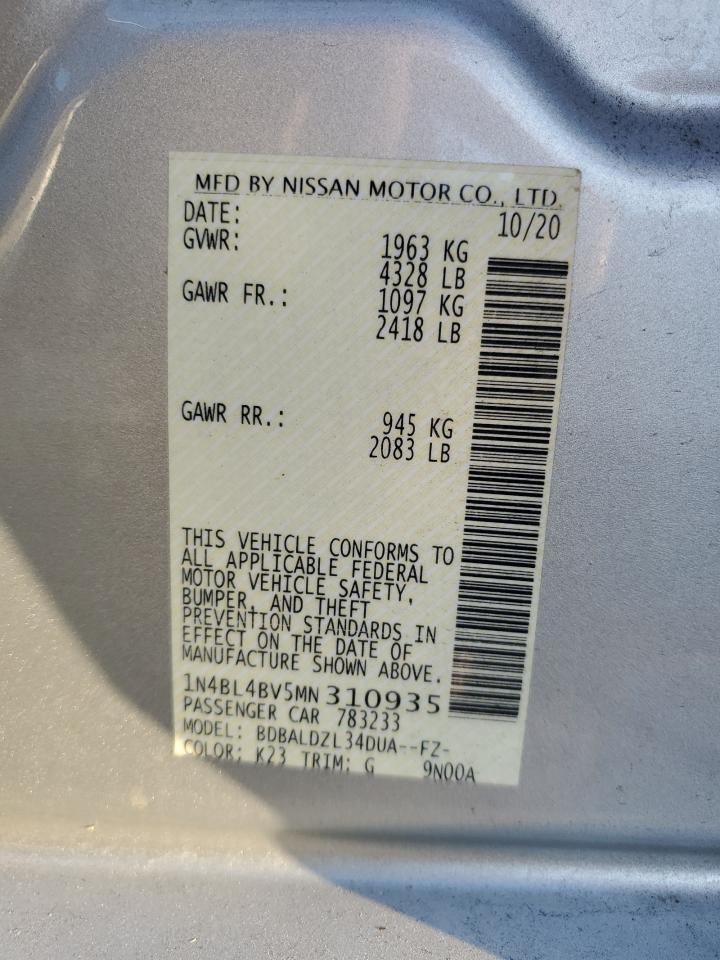 MFD BY NISSAN MOTOR CO., LTD.
DATE: 10/20
GVWR: 1963 KG
4328 LB
GAWR FR.: 1097 KG
2418 LB
GAWR RR.: 945 KG
2083 LB
THIS VEHICLE CONFORMS TO
ALL APPLICABLE FEDERAL
MOTOR VEHICLE SAFETY,
BUMPER, AND THEFT
PREVENTION STANDARDS IN
EFFECT ON THE DATE OF
MANUFACTURE SHOWN ABOVE.
1N4BL4BV5MN310935
PASSENGER CAR 783233
MODEL: BDBALDZL34DUA--FZ-
COLOR: K23 TRIM: G 9N00A